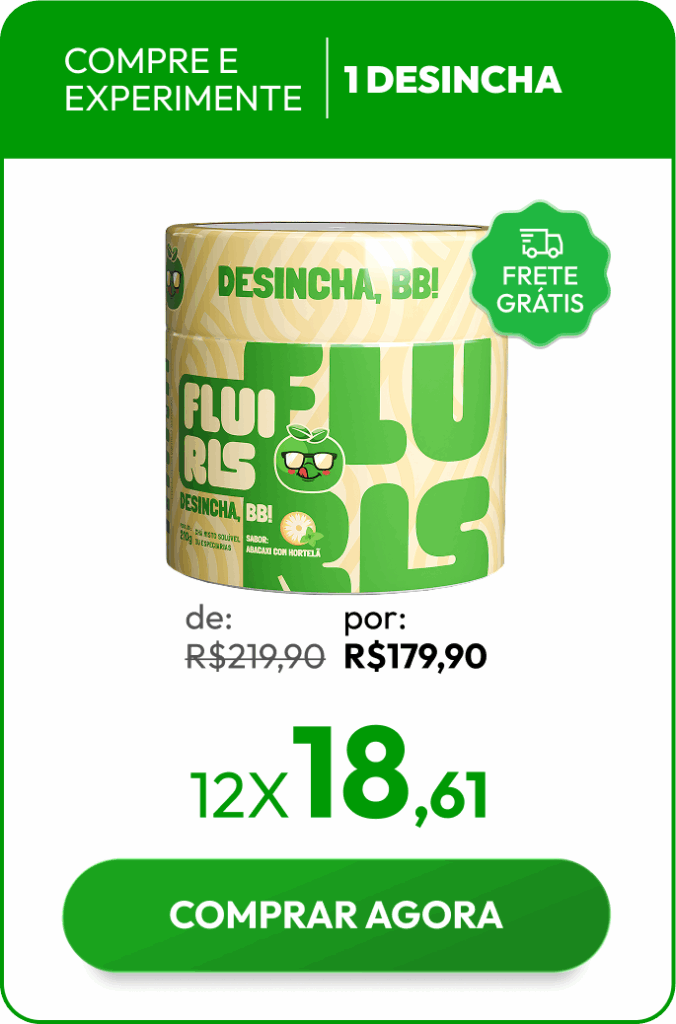 COMPRE E
EXPERIMENTE
1 DESINCHA
FRETE
GRÁTIS
DESINCHA, BB!
FLUI
RLS
FLU
RLS
DESINCHA, BB!
210g
SABOR:
ABACAXI COM HORTELÃ
de:
R$219,90
por:
R$179,90
12X18,61
COMPRAR AGORA